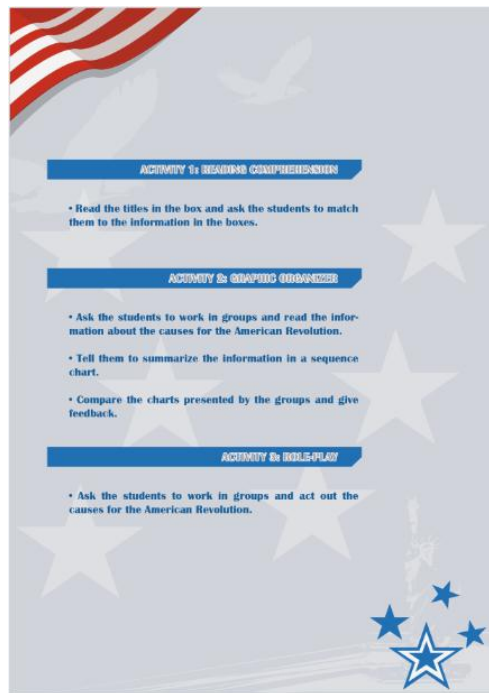 ACTIVITY 1: READING COMPREHENSION
• Read the titles in the box and ask the students to match
them to the information in the boxes.
ACTIVITY 2: GRAPHIC ORGANIZER
• Ask the students to work in groups and read the infor-
mation about the causes for the American Revolution.
• Tell them to summarize the information in a sequence
chart.
• Compare the charts presented by the groups and give
feedback.
ACTIVITY 3: ROLE-PLAY
• Ask the students to work in groups and act out the
causes for the American Revolution.